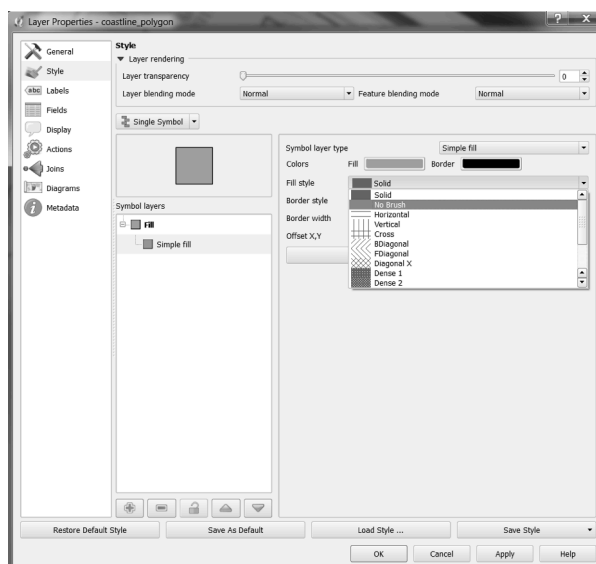 Layer Properties - coastline_polygon
?
X
General
Style
abc Labels
Fields
Display
Actions
Joins
Diagrams
i Metadata
Style
Layer rendering
Layer transparency
0
Layer blending mode
Normal
Feature blending mode
Normal
Single Symbol
Symbol layers
Fill
Simple fill
Symbol layer type
Simple fill
Colors Fill Border
Fill style
Solid
Border style
Border width
Offset X,Y
Solid
No Brush
Horizontal
Vertical
Cross
BDiagonal
FDiagonal
Diagonal X
Dense 1
Dense 2
Restore Default Style
Save As Default
Load Style ...
Save Style
OK
Cancel
Apply
Help